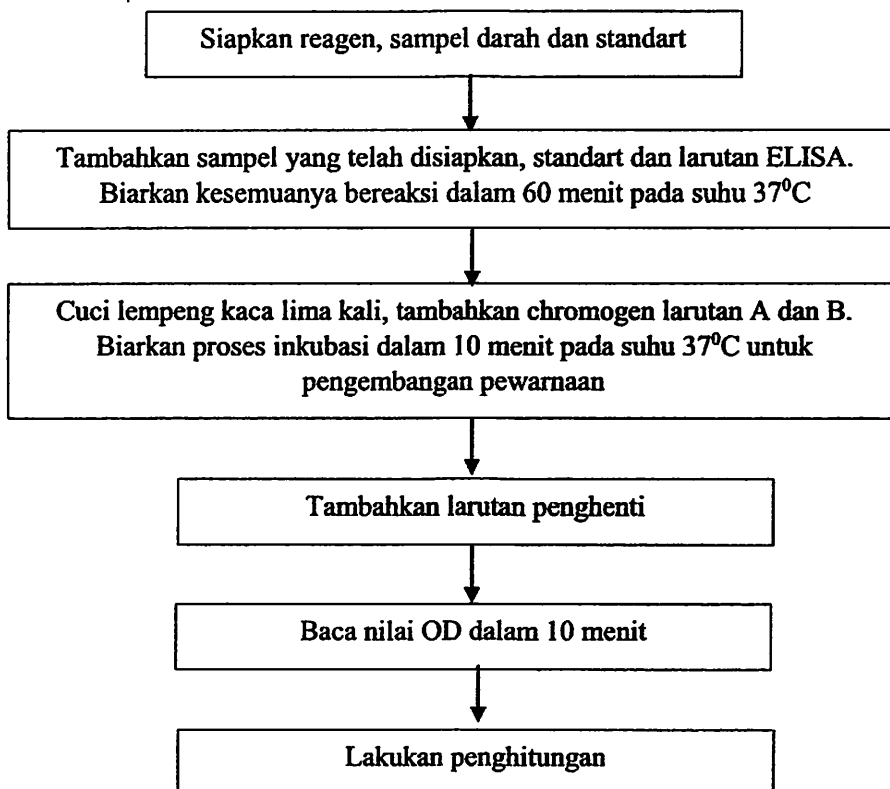 Siapkan reagen, sampel darah dan standart
Tambahkan sampel yang telah disiapkan, standart dan larutan ELISA.
Biarkan kesemuanya bereaksi dalam 60 menit pada suhu 37⁰C
Cuci lempeng kaca lima kali, tambahkan chromogen larutan A dan B.
Biarkan proses inkubasi dalam 10 menit pada suhu 37⁰C untuk
pengembangan pewarnaan
Tambahkan larutan penghenti
Baca nilai OD dalam 10 menit
Lakukan penghitungan